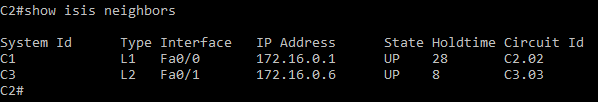 C2#show isis neighbors
System Id Type Interface IP Address State Holdtime Circuit Id
C1 L1 Fa0/0 172.16.0.1 UP 28 C2.02
C3 L2 Fa0/1 172.16.0.6 UP 8 C3.03
C2#